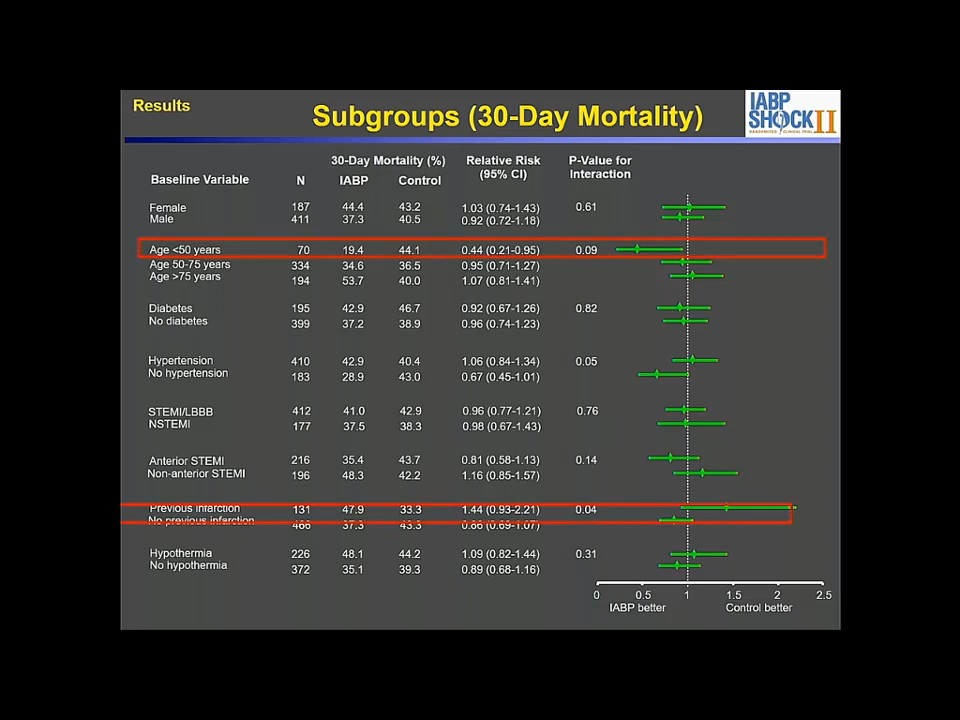 Results
Subgroups (30-Day Mortality)
IABP
SHOCK II
RANDOMIZED CLINICAL TRIAL
30-Day Mortality (%) Relative Risk P-Value for
Baseline Variable N IABP Control (95% CI) Interaction
Female 187 44.4 43.2 1.03 (0.74-1.43) 0.61
Male 411 37.3 40.5 0.92 (0.72-1.18)
Age <50 years 70 19.4 44.1 0.44 (0.21-0.95) 0.09
Age 50-75 years 334 34.6 36.5 0.95 (0.71-1.27)
Age >75 years 194 53.7 40.0 1.07 (0.81-1.41)
Diabetes 195 42.9 46.7 0.92 (0.67-1.26) 0.82
No diabetes 399 37.2 38.9 0.96 (0.74-1.23)
Hypertension 410 42.9 40.4 1.06 (0.84-1.34) 0.05
No hypertension 183 28.9 43.0 0.67 (0.45-1.01)
STEMI/LBBB 412 41.0 42.9 0.96 (0.77-1.21) 0.76
NSTEMI 177 37.5 38.3 0.98 (0.67-1.43)
Anterior STEMI 216 35.4 43.7 0.81 (0.58-1.13) 0.14
Non-anterior STEMI 196 48.3 42.2 1.16 (0.85-1.57)
Previous infarction 131 47.9 33.3 1.44 (0.93-2.21) 0.04
No previous infarction 466 37.3 43.3 0.86 (0.69-1.07)
Hypothermia 226 48.1 44.2 1.09 (0.82-1.44) 0.31
No hypothermia 372 35.1 39.3 0.89 (0.68-1.16)
0 0.5 1 1.5 2 2.5
IABP better Control better